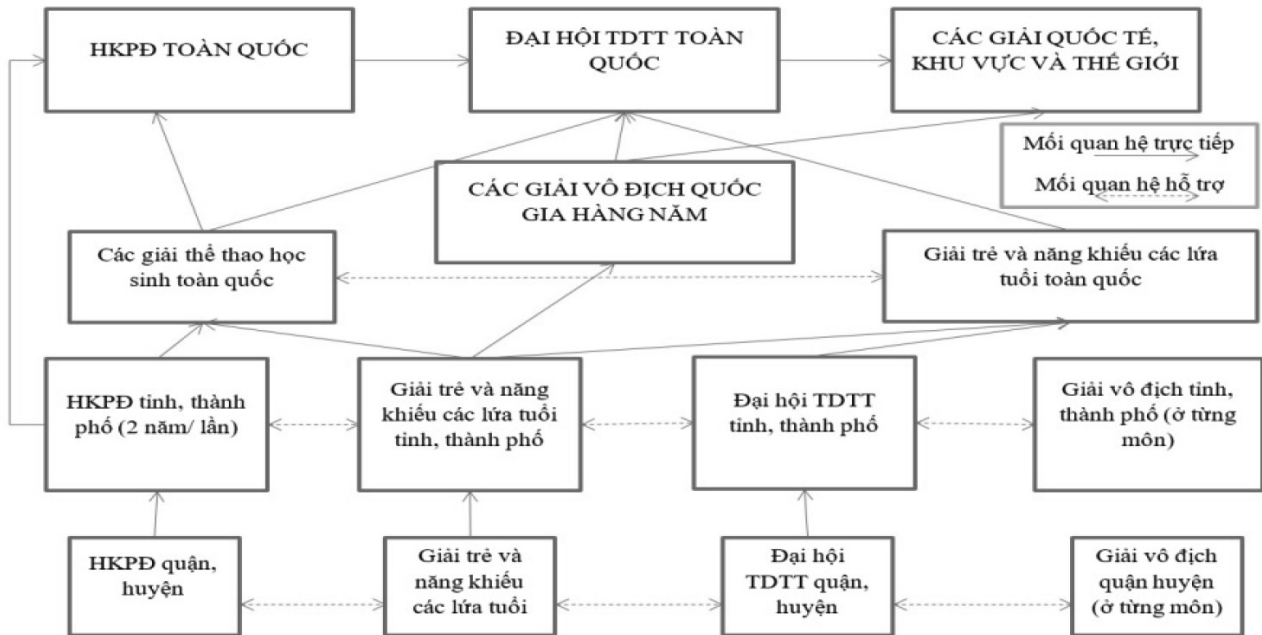 HKPĐ TOÀN QUỐC
ĐẠI HỘI TDTT TOÀN
QUỐC
CÁC GIẢI QUỐC TẾ,
KHU VỰC VÀ THẾ GIỚI
Mối quan hệ trực tiếp
Mối quan hệ hỗ trợ
CÁC GIẢI VÔ ĐỊCH QUỐC
GIA HÀNG NĂM
Các giải thể thao học
sinh toàn quốc
Giải trẻ và năng khiếu các lứa
tuổi toàn quốc
HKPĐ tỉnh, thành
phố (2 năm/ lần)
Giải trẻ và năng
khiếu các lứa tuổi
tỉnh, thành phố
Đại hội TDTT
tỉnh, thành phố
Giải vô địch tỉnh,
thành phố (ở từng
môn)
HKPĐ quận,
huyện
Giải trẻ và
năng khiếu
các lứa tuổi
Đại hội
TDTT quận,
huyện
Giải vô địch
quận huyện
(ở từng môn)